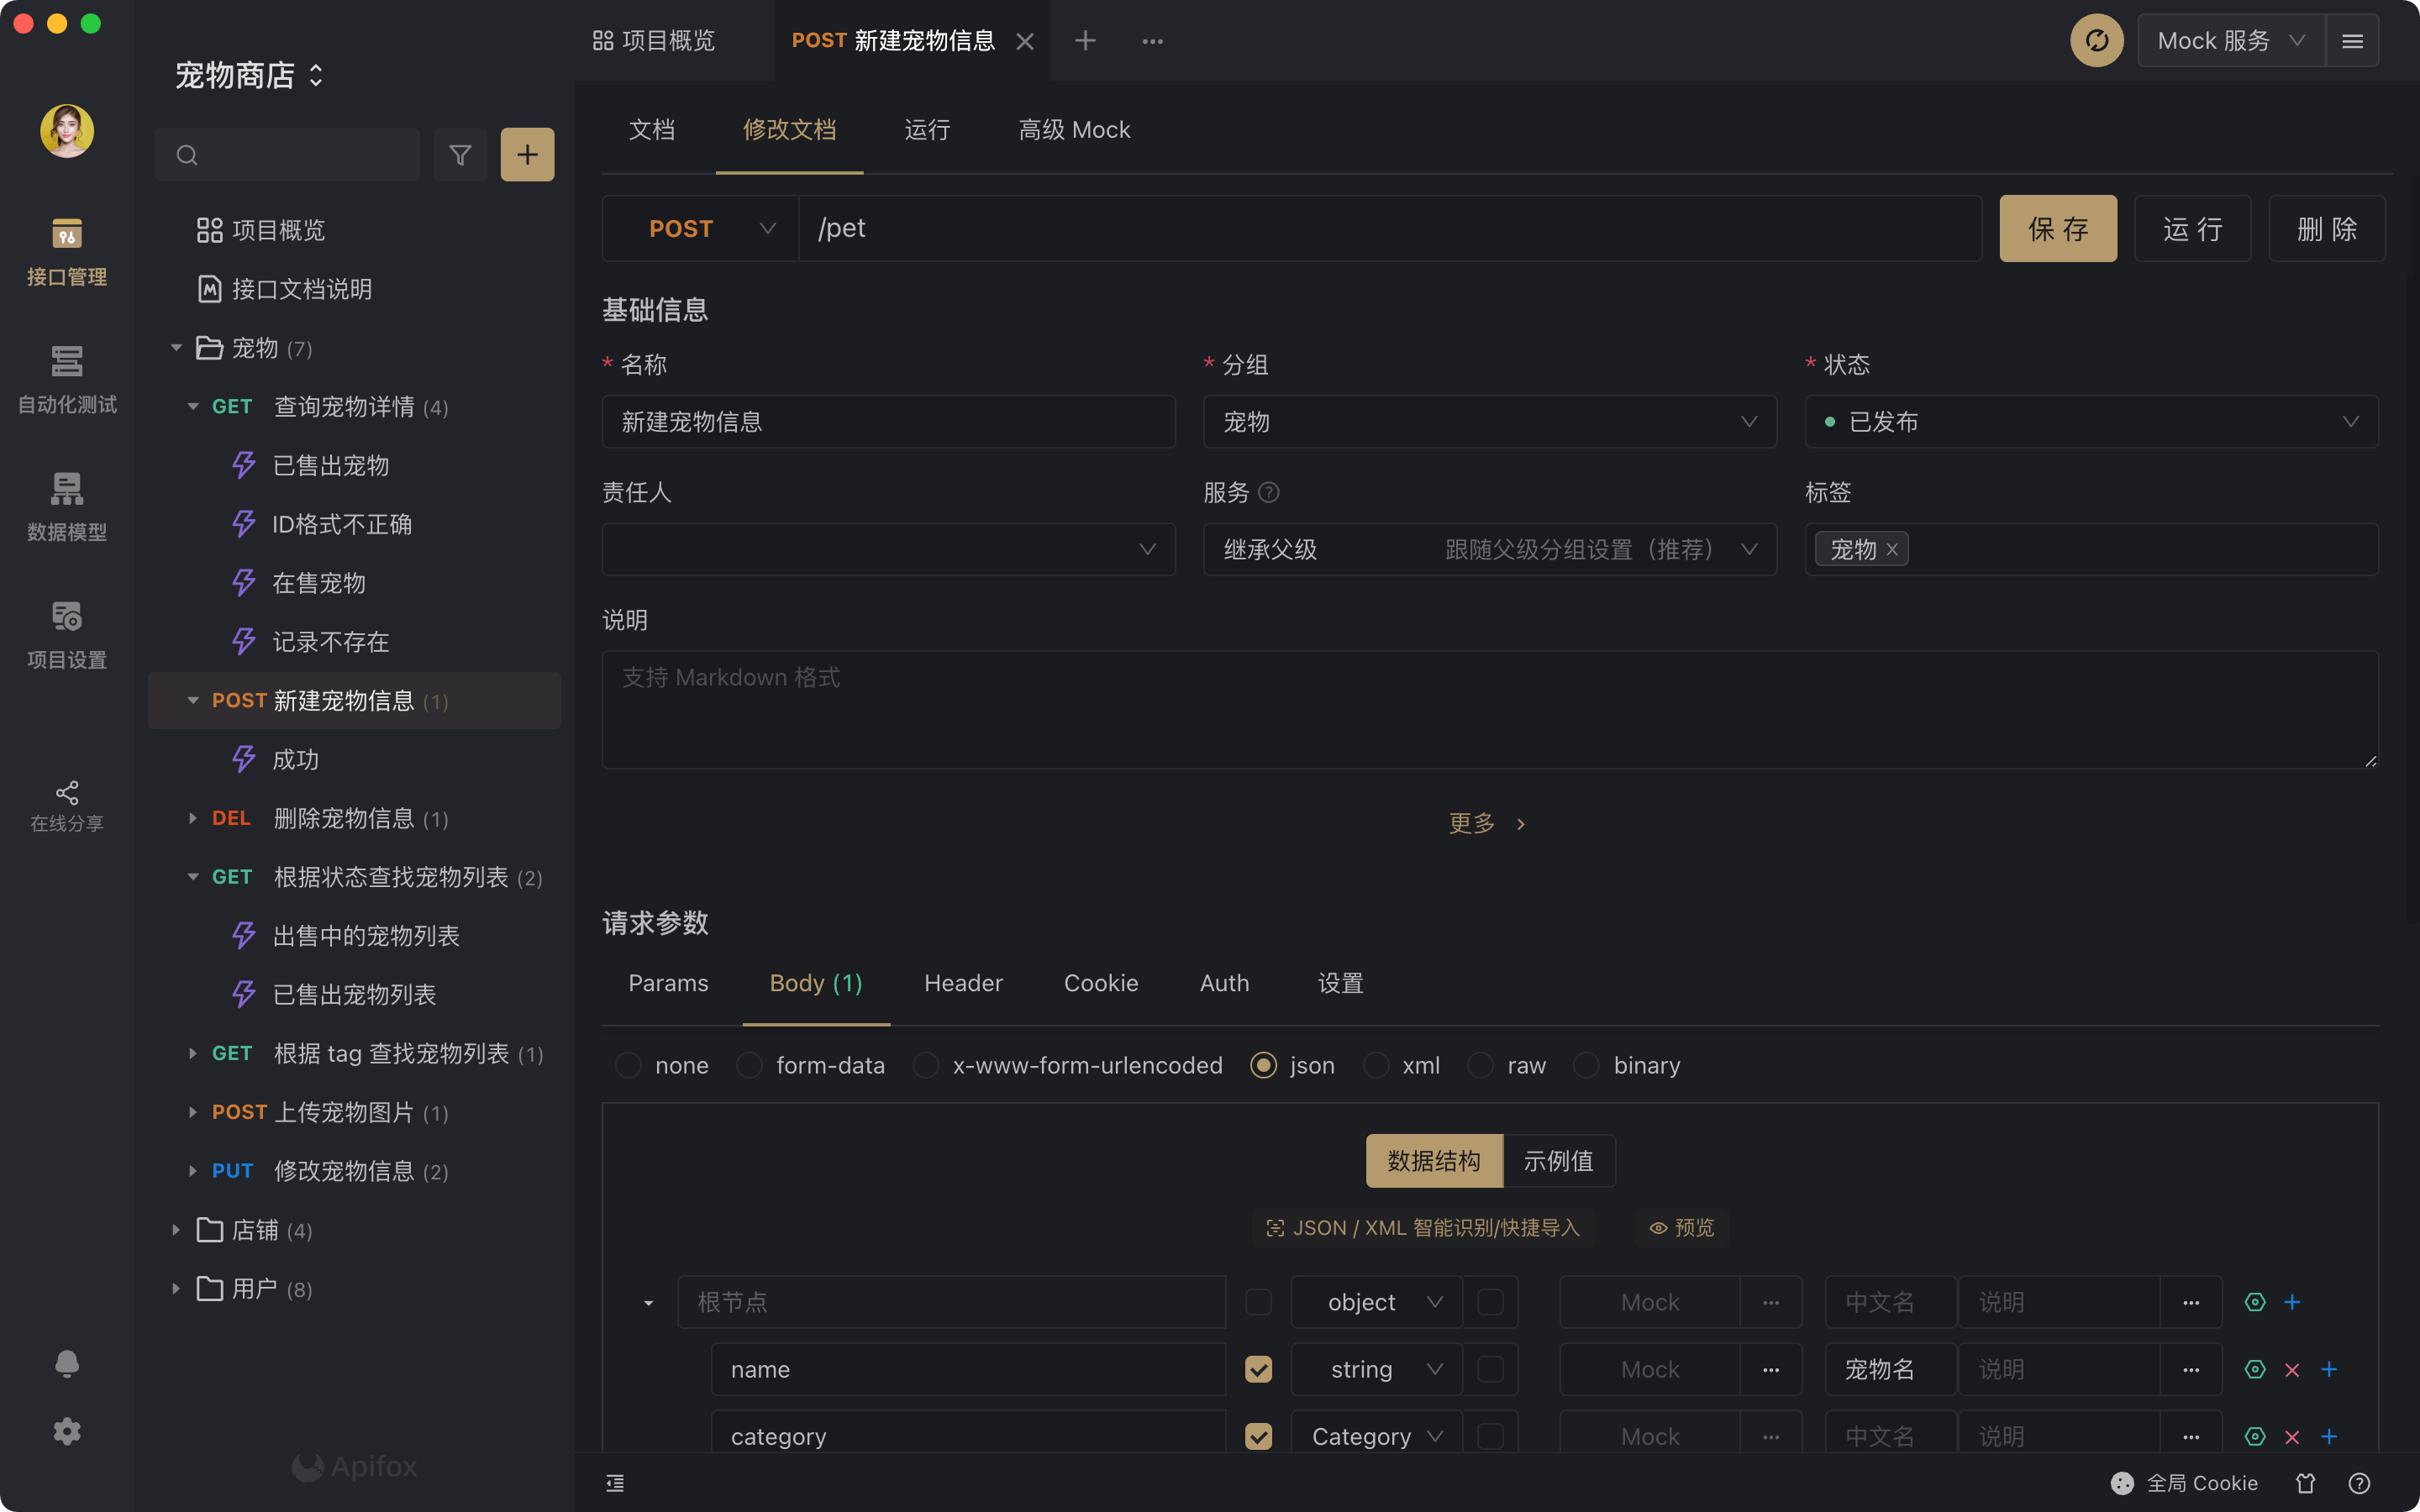 接口管理
自动化测试
数据模型
项目设置
在线分享
宠物商店
项目概览
接口文档说明
宠物 (7)
GET 查询宠物详情 (4)
已售出宠物
ID格式不正确
在售宠物
记录不存在
POST 新建宠物信息 (1)
成功
DEL 删除宠物信息 (1)
GET 根据状态查找宠物列表 (2)
出售中的宠物列表
已售出宠物列表
GET 根据 tag 查找宠物列表 (1)
POST 上传宠物图片 (1)
PUT 修改宠物信息 (2)
店铺 (4)
用户 (8)
Apifox
项目概览 POST 新建宠物信息 Mock 服务
文档 修改文档 运行 高级 Mock
POST /pet 保存 运行 删除
基础信息
* 名称 * 分组 * 状态
新建宠物信息 宠物 已发布
责任人 服务 标签
继承父级 跟随父级分组设置（推荐） 宠物
说明
支持 Markdown 格式
更多
请求参数
Params Body (1) Header Cookie Auth 设置
none form-data x-www-form-urlencoded json xml raw binary
数据结构 示例值
JSON / XML 智能识别/快捷导入 预览
根节点 object Mock 中文名 说明
name string Mock 宠物名 说明
category Category Mock 中文名 说明
全局 Cookie